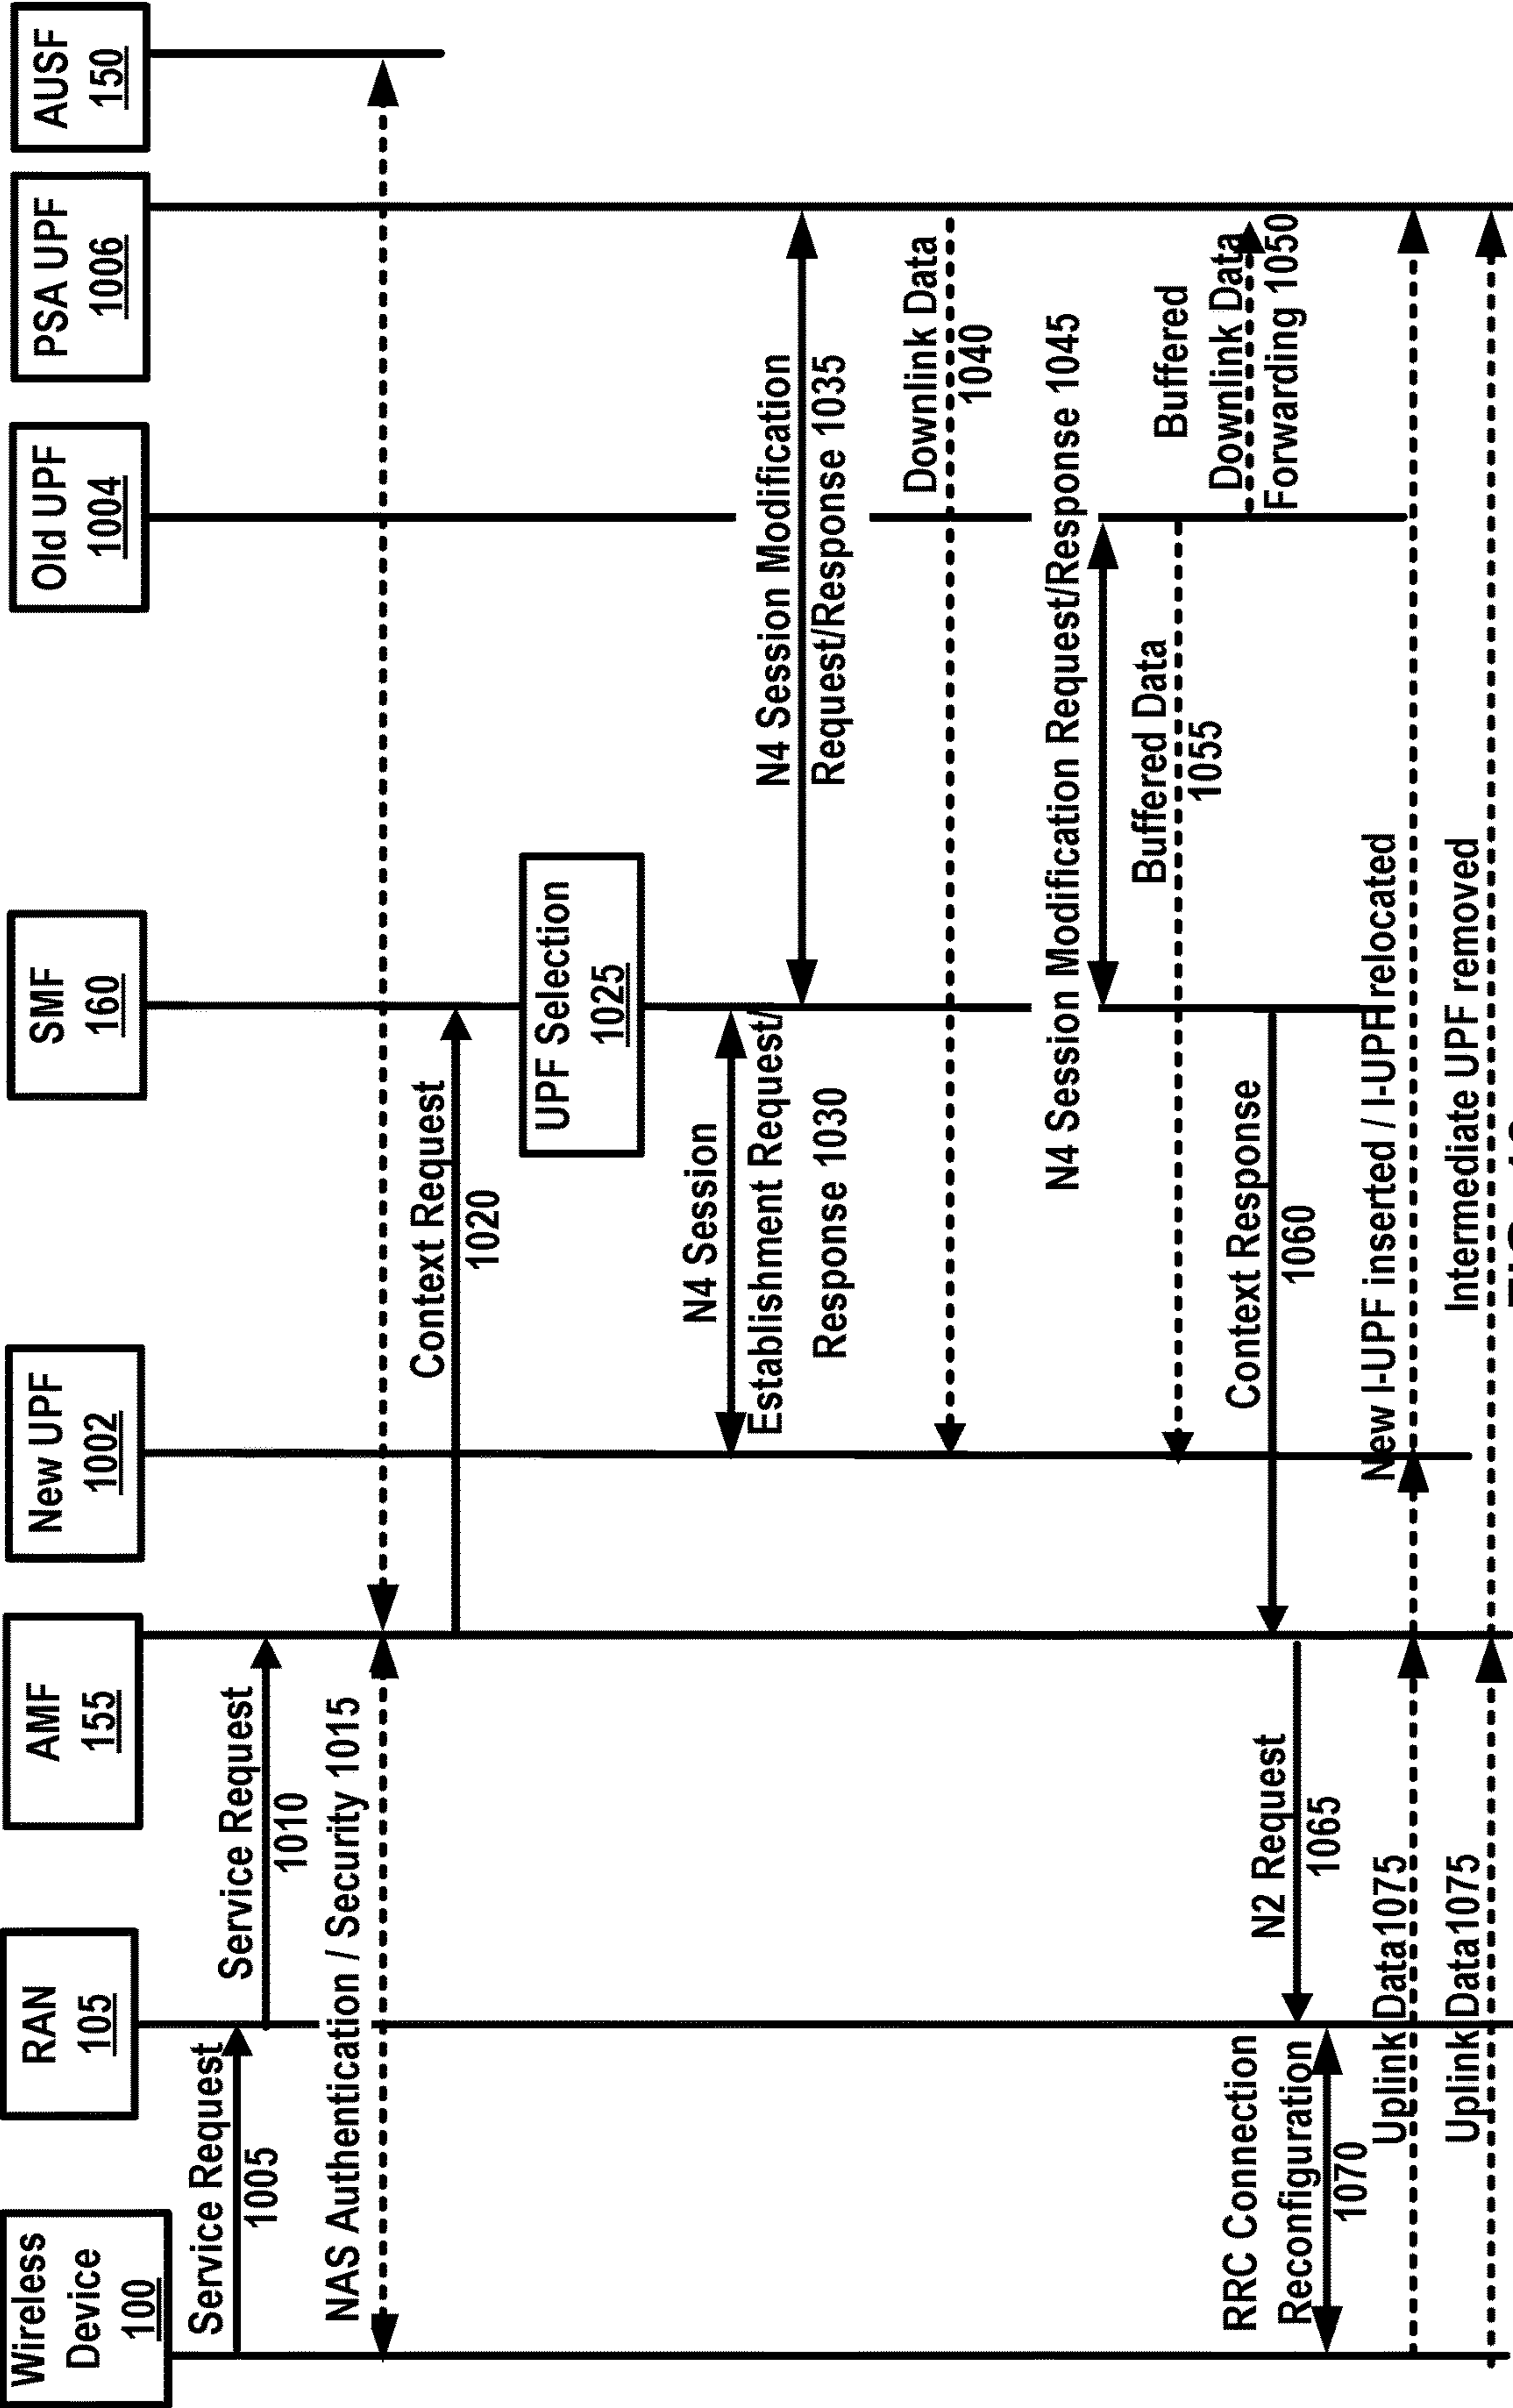 Wireless
Device
100
RAN
105
AMF
155
New UPF
1002
SMF
160
Old UPF
1004
PSA UPF
1006
AUSF
150
Service Request
1005
Service Request
1010
NAS Authentication / Security 1015
Context Request
1020
UPF Selection
1025
N4 Session
Establishment Request/
Response 1030
N4 Session Modification
Request/Response 1035
Downlink Data
1040
N4 Session Modification Request/Response 1045
Buffered Data
1055
Buffered
Downlink Data
Forwarding 1050
Context Response
1060
N2 Request
1065
RRC Connection
Reconfiguration
1070
Uplink Data1075
New I-UPF inserted / I-UPF relocated
Uplink Data1075
Intermediate UPF removed